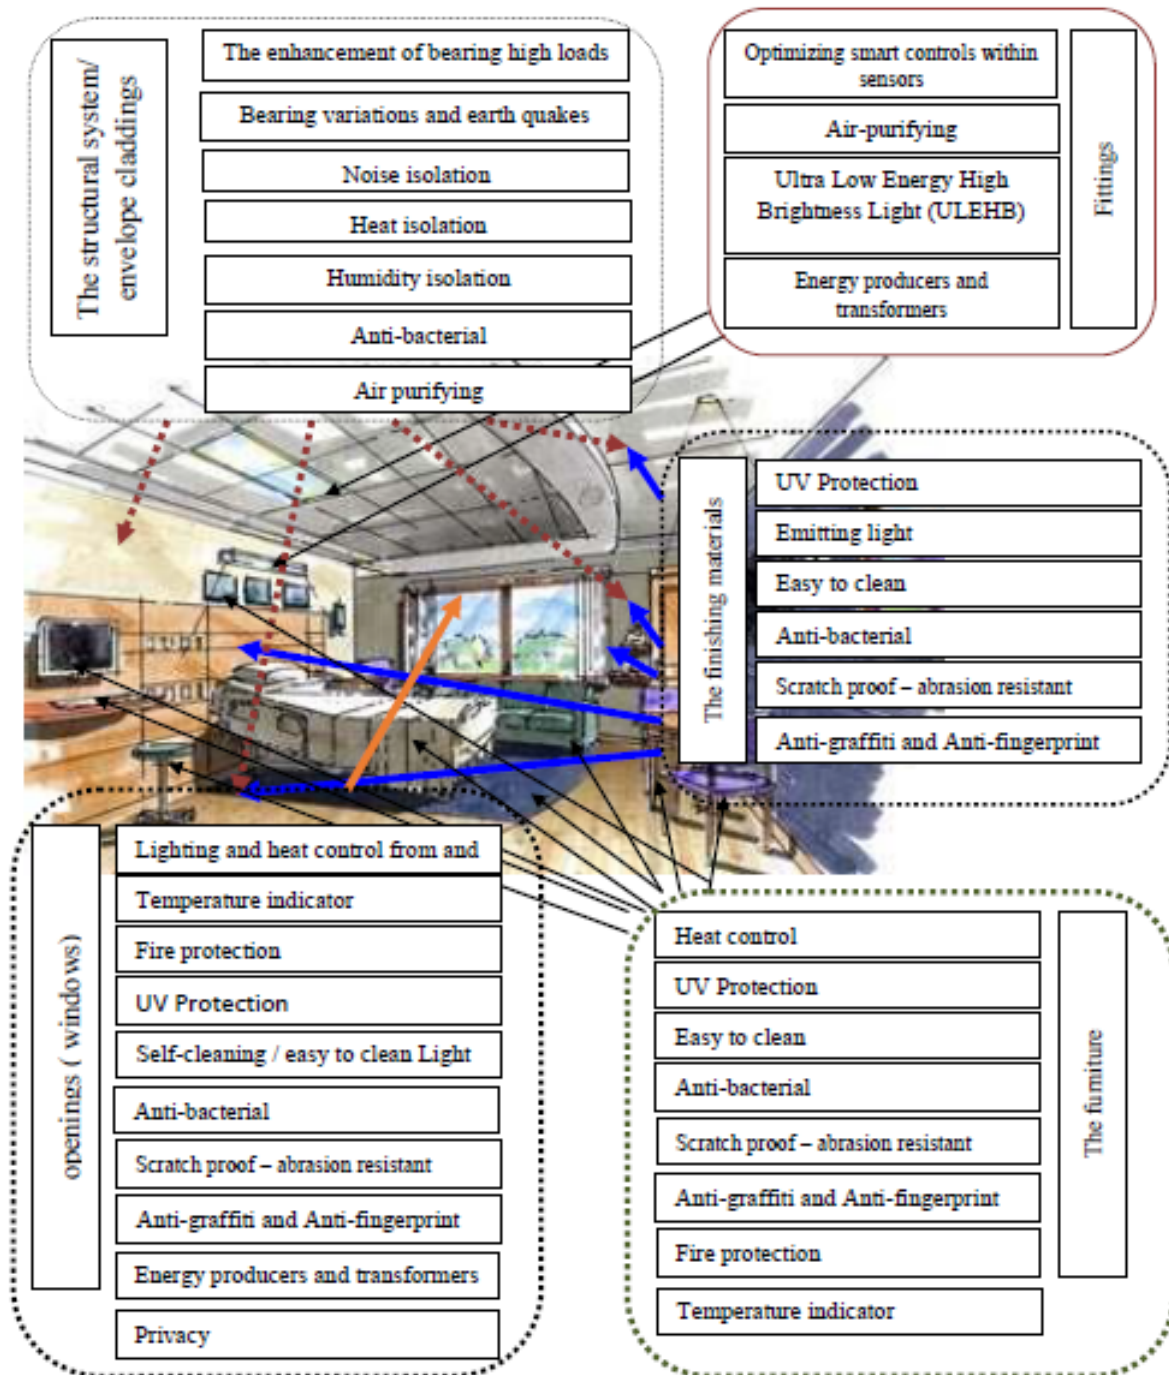 The structural system/
envelope claddings
The enhancement of bearing high loads
Bearing variations and earth quakes
Noise isolation
Heat isolation
Humidity isolation
Anti-bacterial
Air purifying
Optimizing smart controls within
sensors
Air-purifying
Ultra Low Energy High
Brightness Light (ULEHB)
Energy producers and
transformers
Fittings
The finishing materials
UV Protection
Emitting light
Easy to clean
Anti-bacterial
Scratch proof – abrasion resistant
Anti-graffiti and Anti-fingerprint
openings ( windows)
Lighting and heat control from and
Temperature indicator
Fire protection
UV Protection
Self-cleaning / easy to clean Light
Anti-bacterial
Scratch proof – abrasion resistant
Anti-graffiti and Anti-fingerprint
Energy producers and transformers
Privacy
Heat control
UV Protection
Easy to clean
Anti-bacterial
Scratch proof – abrasion resistant
Anti-graffiti and Anti-fingerprint
Fire protection
Temperature indicator
The furniture